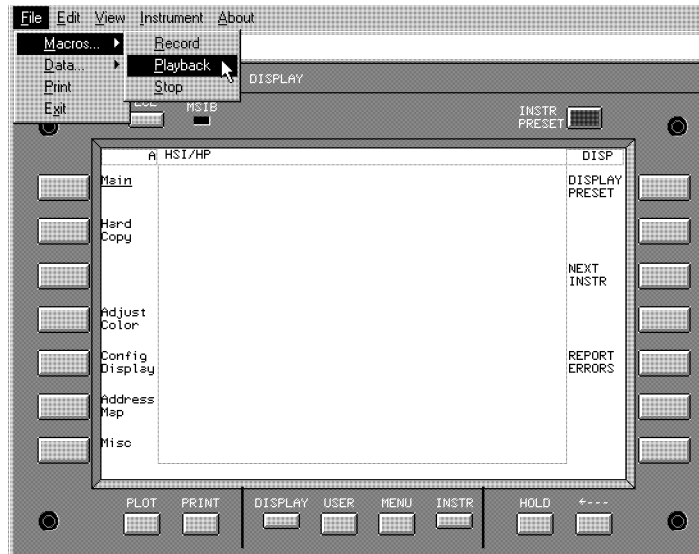 File Edit View Instrument About
Macros...
Data...
Print
Exit
Record
Playback
Stop
DISPLAY
MSIB
INSTR
PRESET
A HSI/HP
DISP
Main
Hard
Copy
Adjust
Color
Config
Display
Address
Map
Misc
DISPLAY
PRESET
NEXT
INSTR
REPORT
ERRORS
PLOT PRINT DISPLAY USER MENU INSTR HOLD <---